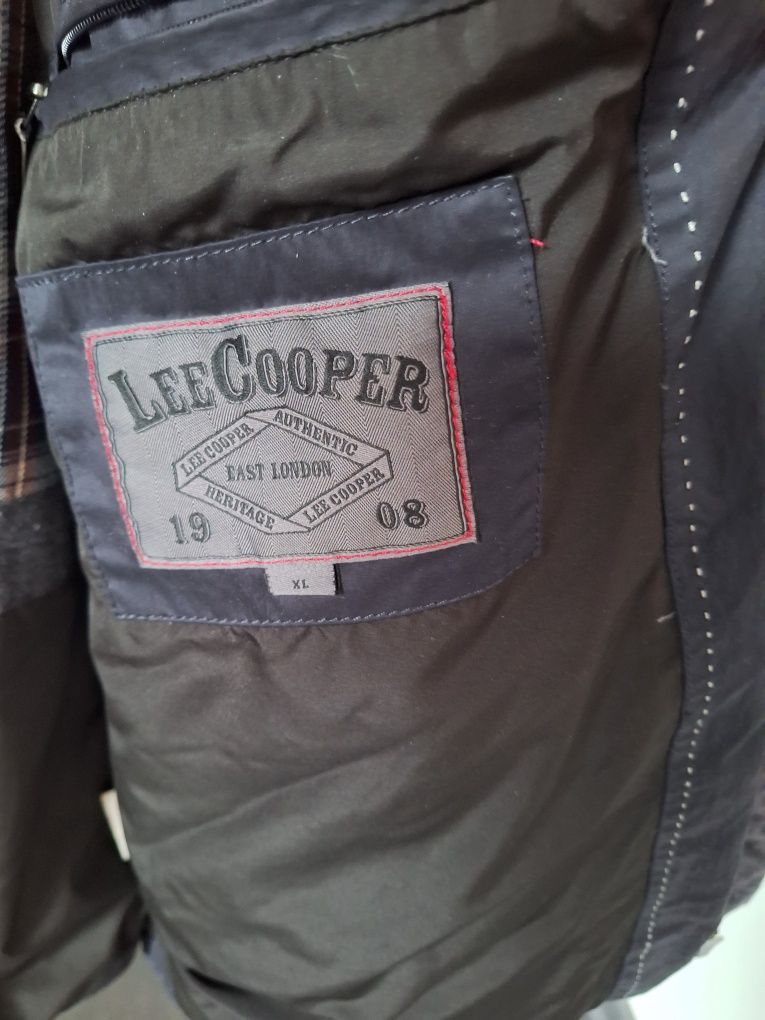 LEE COOPER
LEE COOPER AUTHENTIC
EAST LONDON
HERITAGE LEE COOPER
19 08
XL